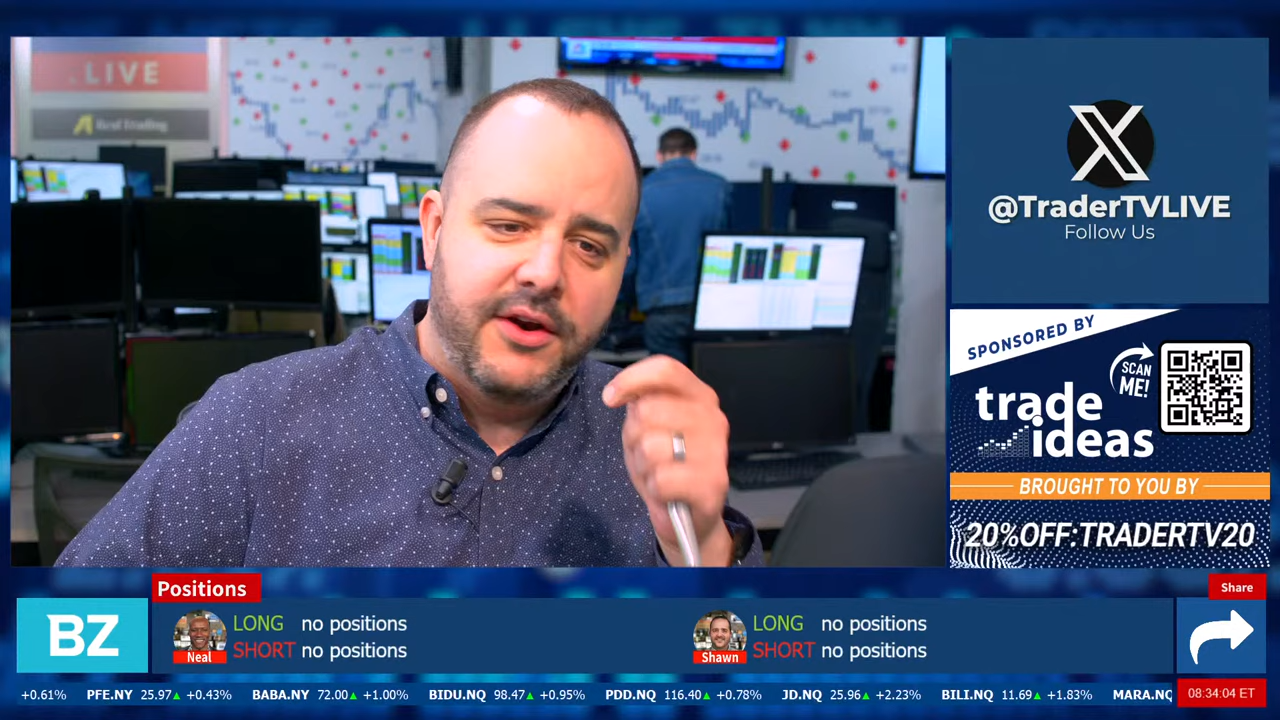 .LIVE
Real Trading
@TraderTVLIVE
Follow Us
SPONSORED BY
SCAN
ME!
trade
ideas
BROUGHT TO YOU BY
20%OFF:TRADERTV20
Positions
Share
BZ
LONG no positions
SHORT no positions
Neal
LONG no positions
SHORT no positions
Shawn
+0.61% PFE.NY 25.97▲ +0.43% BABA.NY 72.00▲ +1.00% BIDU.NQ 98.47▲ +0.95% PDD.NQ 116.40▲ +0.78% JD.NQ 25.96▲ +2.23% BILI.NQ 11.69▲ +1.83% MARA.NQ
08:34:04 ET